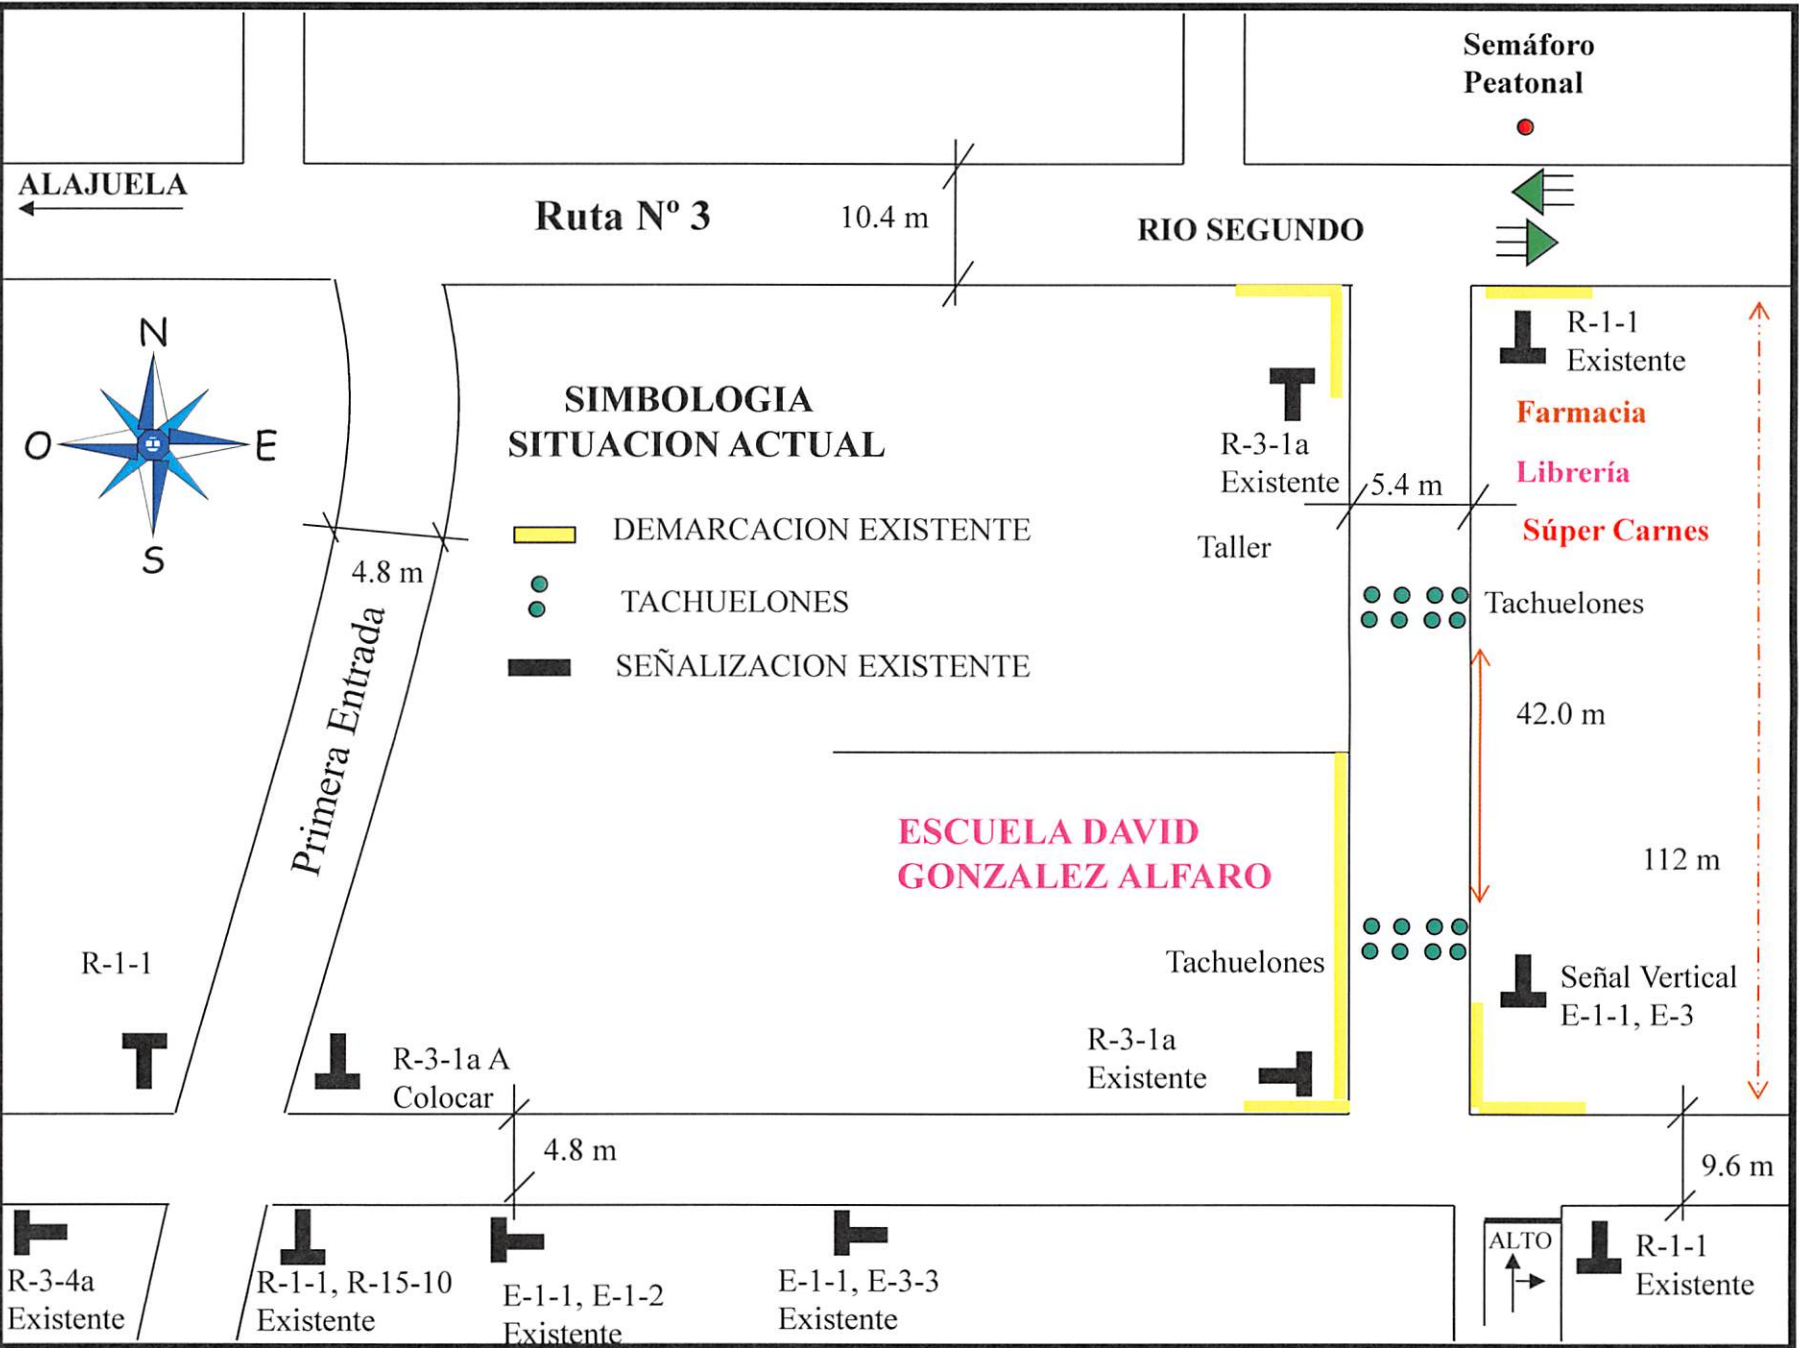 Semáforo
Peatonal
ALAJUELA
Ruta Nº 3
10.4 m
RIO SEGUNDO
N
O
E
S
SIMBOLOGIA
SITUACION ACTUAL
DEMARCACION EXISTENTE
TACHUELONES
SEÑALIZACION EXISTENTE
R-1-1
Existente
Farmacia
Librería
Súper Carnes
R-3-1a
Existente
5.4 m
Taller
Tachuelones
4.8 m
Primera Entrada
42.0 m
ESCUELA DAVID
GONZALEZ ALFARO
112 m
Tachuelones
R-1-1
Señal Vertical
E-1-1, E-3
R-3-1a A
Colocar
R-3-1a
Existente
4.8 m
9.6 m
R-3-4a
Existente
R-1-1, R-15-10
Existente
E-1-1, E-1-2
Existente
E-1-1, E-3-3
Existente
ALTO
R-1-1
Existente